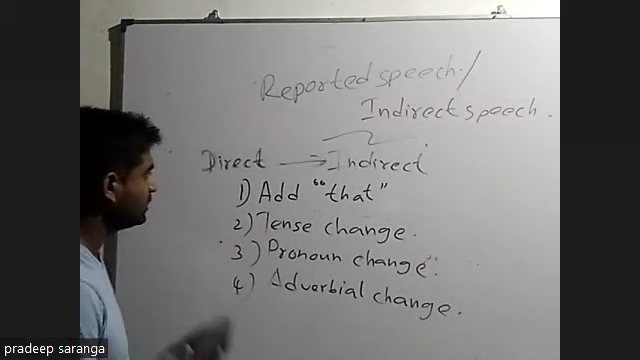 Reported speech /
Indirect speech.
Direct → Indirect
1) Add "that"
2) Tense change.
3) Pronoun change.
4) Adverbial change.
pradeep saranga